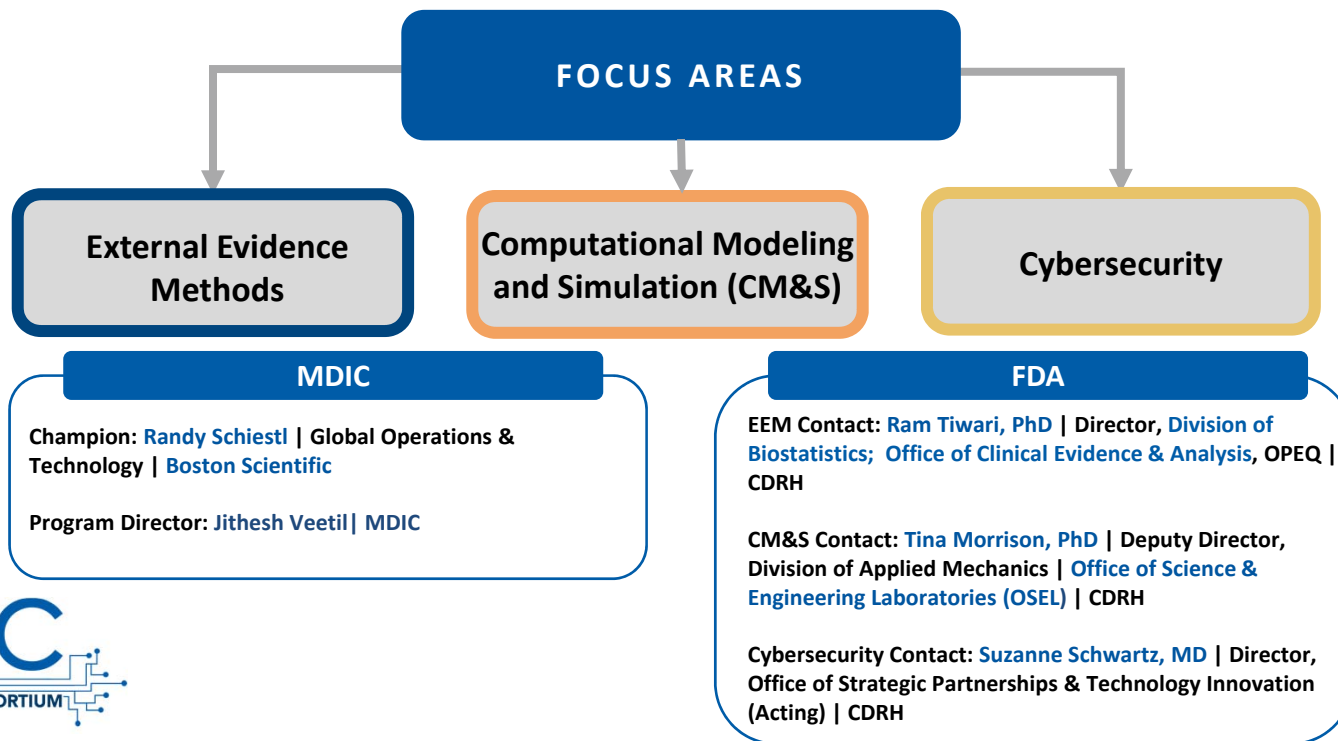 FOCUS AREAS
External Evidence
Methods
Computational Modeling
and Simulation (CM&S)
Cybersecurity
MDIC
Champion: Randy Schiestl | Global Operations &
Technology | Boston Scientific
Program Director: Jithesh Veetil| MDIC
FDA
EEM Contact: Ram Tiwari, PhD | Director, Division of
Biostatistics; Office of Clinical Evidence & Analysis, OPEQ |
CDRH
CM&S Contact: Tina Morrison, PhD | Deputy Director,
Division of Applied Mechanics | Office of Science &
Engineering Laboratories (OSEL) | CDRH
Cybersecurity Contact: Suzanne Schwartz, MD | Director,
Office of Strategic Partnerships & Technology Innovation
(Acting) | CDRH
C
ORTIUM